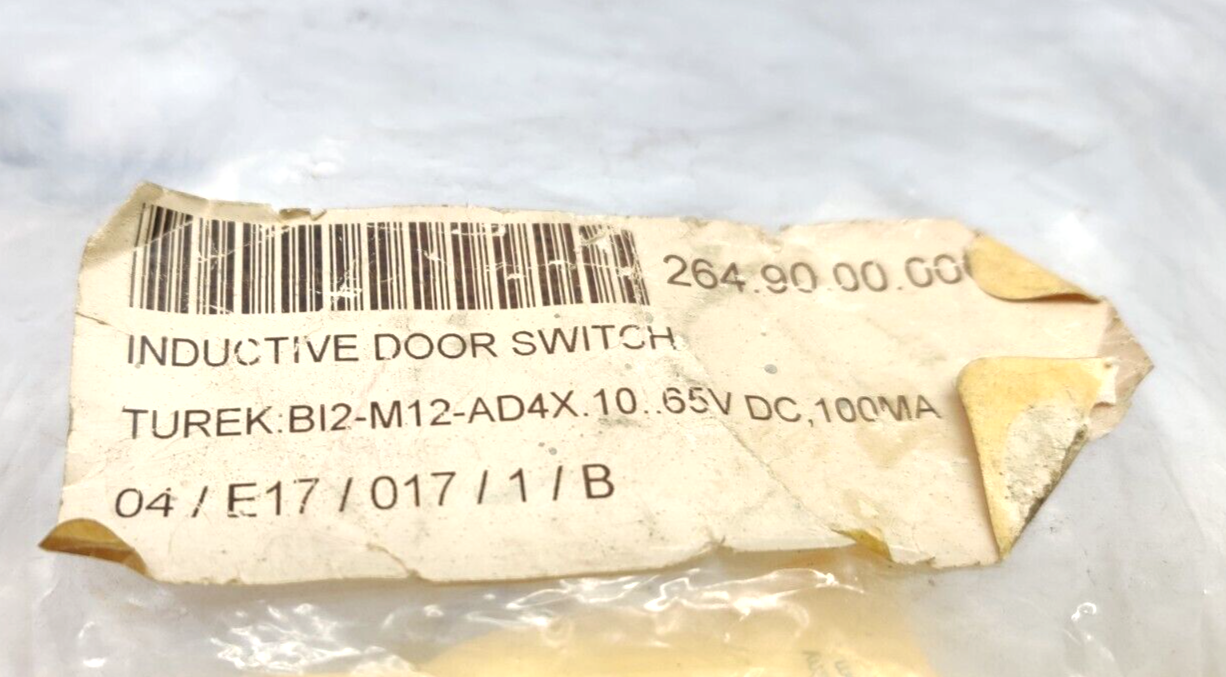 264.90.00.00
INDUCTIVE DOOR SWITCH
TUREK:BI2-M12-AD4X.10..65V DC,100MA
04 / E17 / 017 / 1 / B